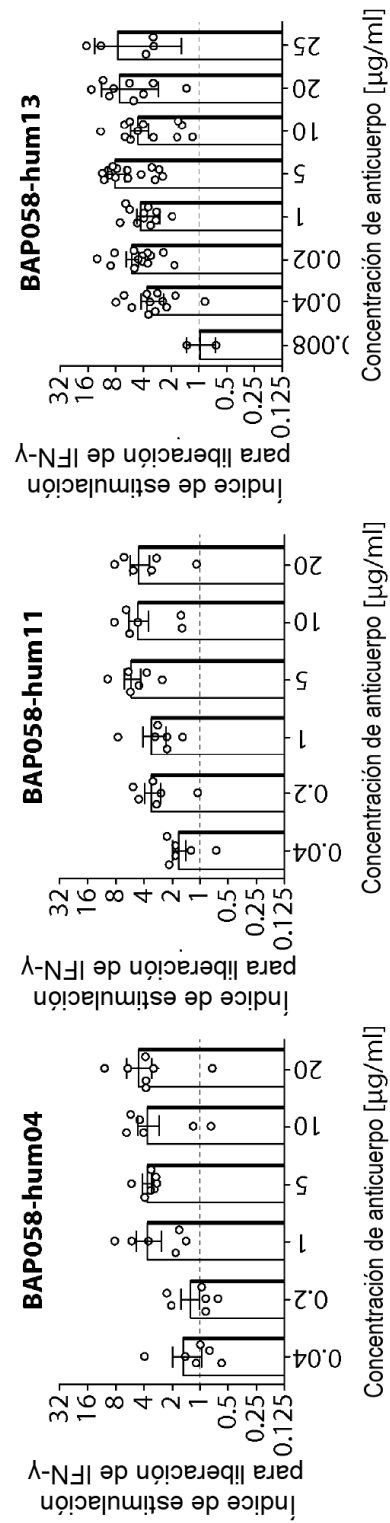 BAP058-hum04
Índice de estimulación
para liberación de IFN-γ
32
16
8
4
2
1
0.5
0.25
0.125
0.04 0.2 1 5 10 20
Concentración de anticuerpo [µg/ml]
BAP058-hum11
Índice de estimulación
para liberación de IFN-γ
32
16
8
4
2
1
0.5
0.25
0.125
0.04 0.2 1 5 10 20
Concentración de anticuerpo [µg/ml]
BAP058-hum13
Índice de estimulación
para liberación de IFN-γ
32
16
8
4
2
1
0.5
0.25
0.125
0.008 0.04 0.02 1 5 10 20 25
Concentración de anticuerpo [µg/ml]